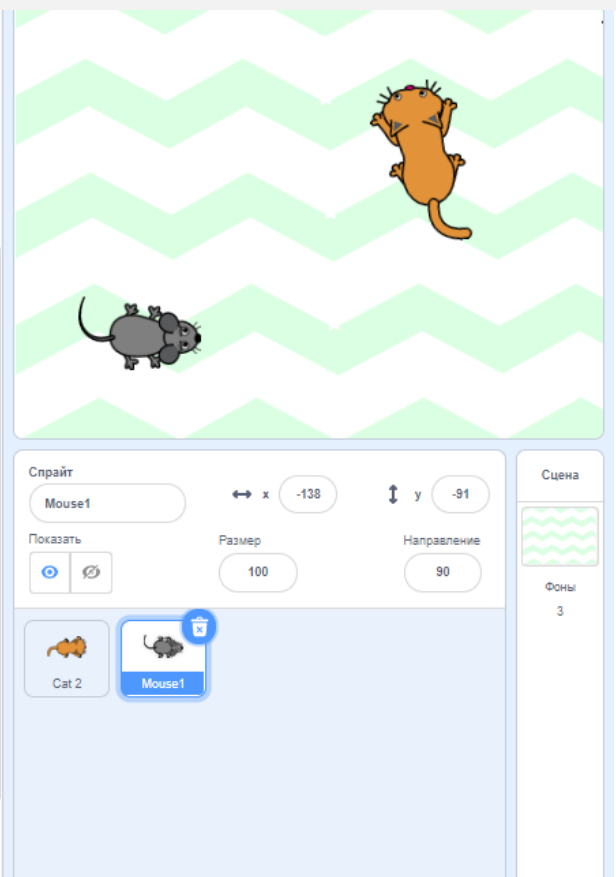 Спрайт
Сцена
Mouse1
x
-138
y
-91
Показать
Размер
Направление
100
90
Фоны
3
Cat 2
Mouse1